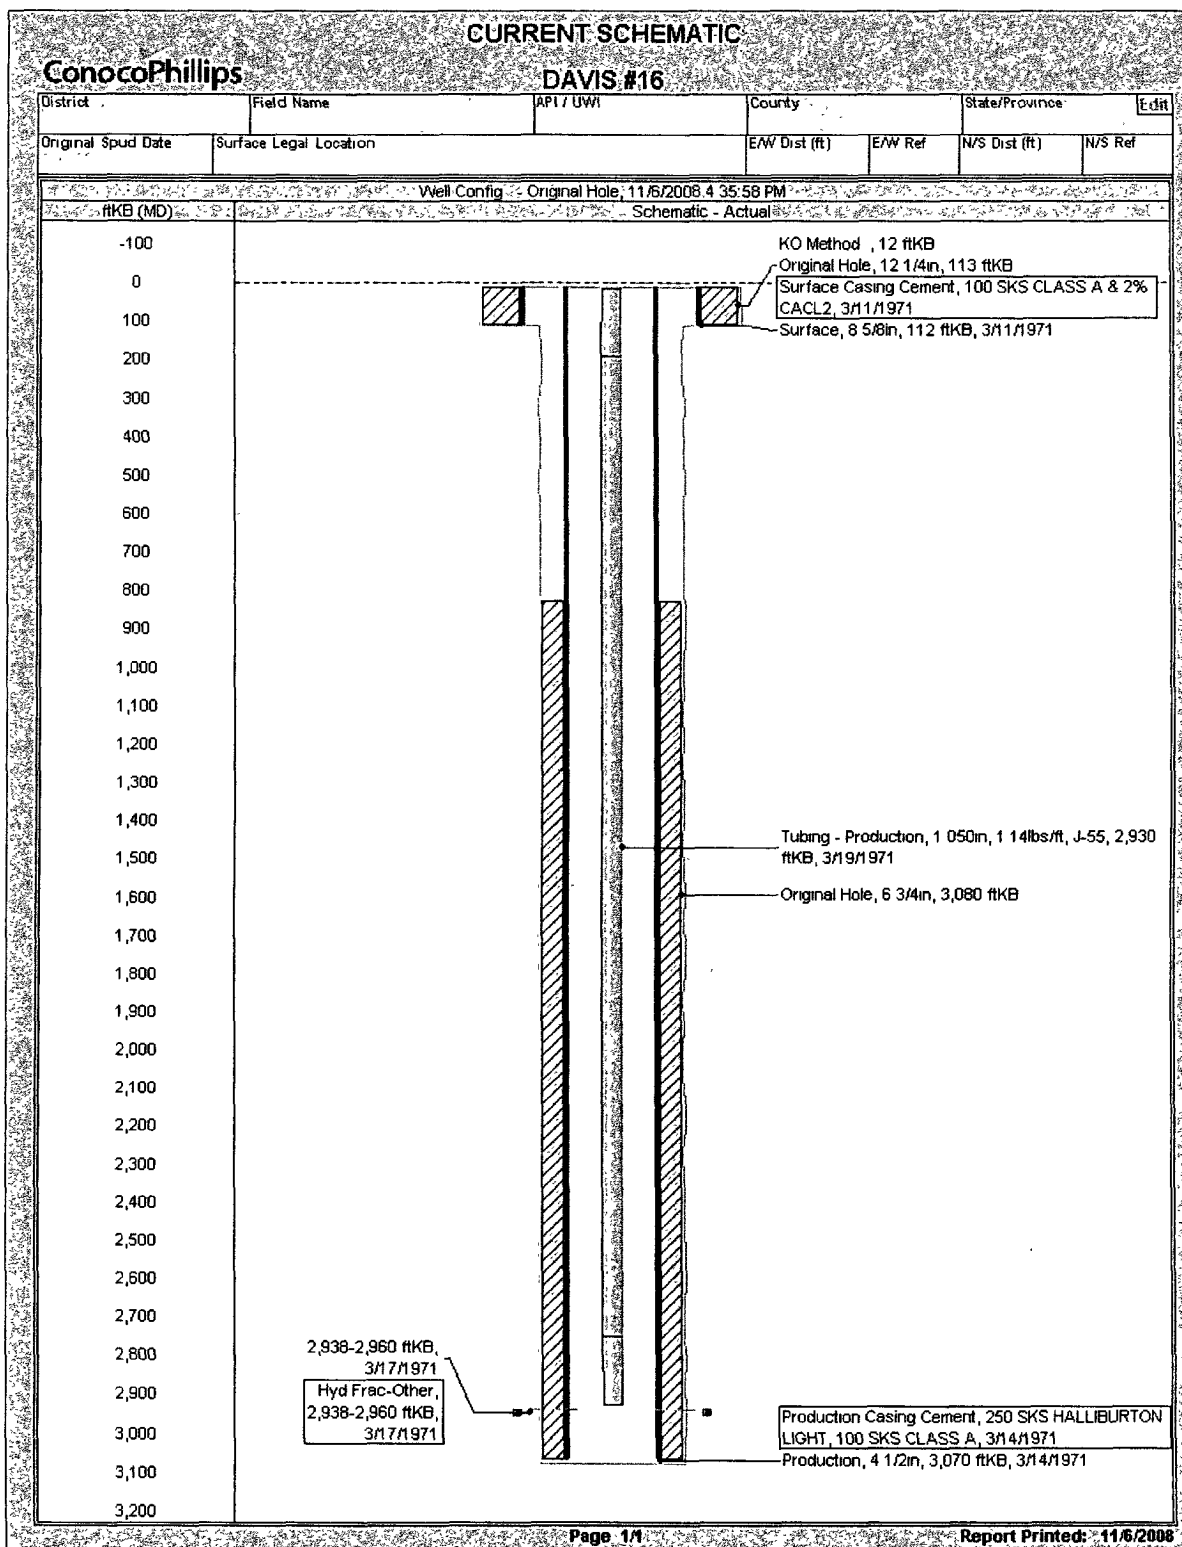 CURRENT SCHEMATIC
ConocoPhillips
DAVIS #16
District
Field Name
API / UWI
County
State/Province
Edit
Original Spud Date
Surface Legal Location
E/W Dist (ft)
E/W Ref
N/S Dist (ft)
N/S Ref
Well Config - Original Hole, 11/6/2008 4 35:58 PM
ftKB (MD)
Schematic - Actual
-100
0
100
200
300
400
500
600
700
800
900
1,000
1,100
1,200
1,300
1,400
1,500
1,600
1,700
1,800
1,900
2,000
2,100
2,200
2,300
2,400
2,500
2,600
2,700
2,800
2,900
3,000
3,100
3,200
KO Method , 12 ftKB
Original Hole, 12 1/4in, 113 ftKB
Surface Casing Cement, 100 SKS CLASS A & 2%
CACL2, 3/11/1971
Surface, 8 5/8in, 112 ftKB, 3/11/1971
Tubing - Production, 1 050in, 1 14lbs/ft, J-55, 2,930
ftKB, 3/19/1971
Original Hole, 6 3/4in, 3,080 ftKB
2,938-2,960 ftKB,
3/17/1971
Hyd Frac-Other,
2,938-2,960 ftKB,
3/17/1971
Production Casing Cement, 250 SKS HALLIBURTON
LIGHT, 100 SKS CLASS A, 3/14/1971
Production, 4 1/2in, 3,070 ftKB, 3/14/1971
Page 1/1
Report Printed: 11/6/2008